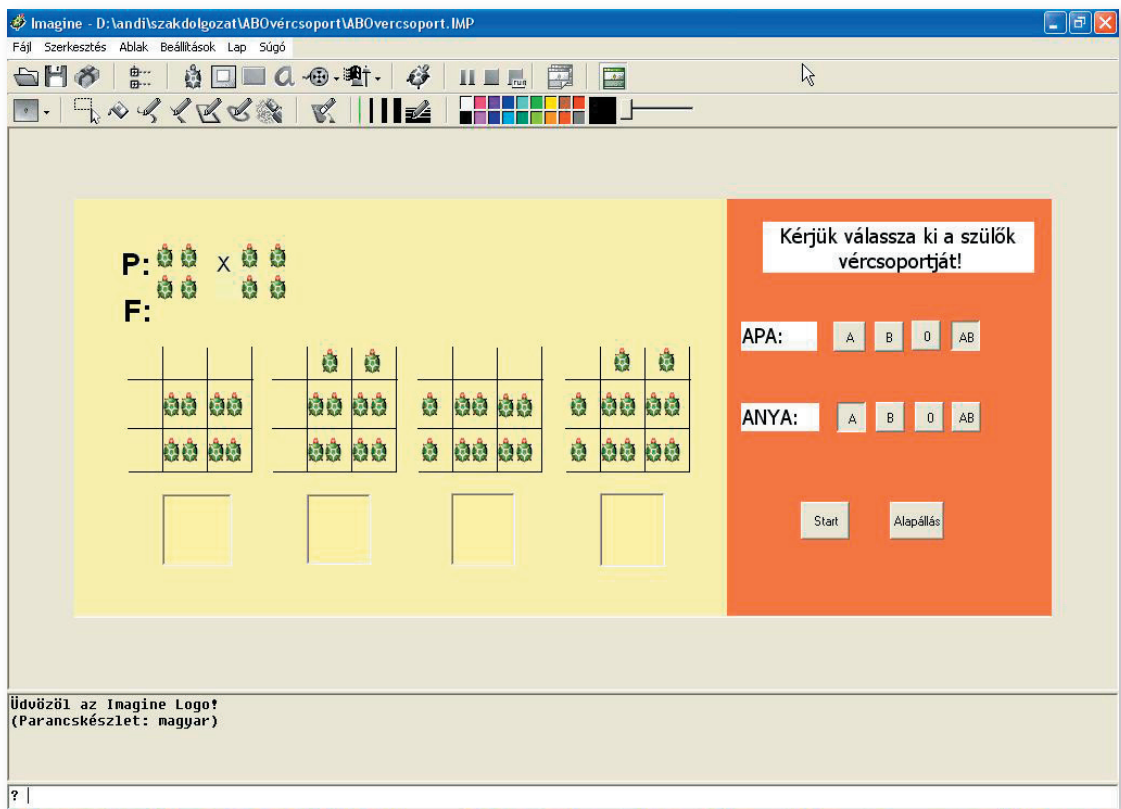 Imagine - D:\andi\szakdolgozat\ABOvércsoport\ABOvercsoport.IMP
Fájl Szerkesztés Ablak Beállítások Lap Súgó
run
P: X
F:
Kérjük válassza ki a szülők
vércsoportját!
APA: A B 0 AB
ANYA: A B 0 AB
Start Alapállás
Üdvözöl az Imagine Logo!
(Parancskészlet: magyar)
?